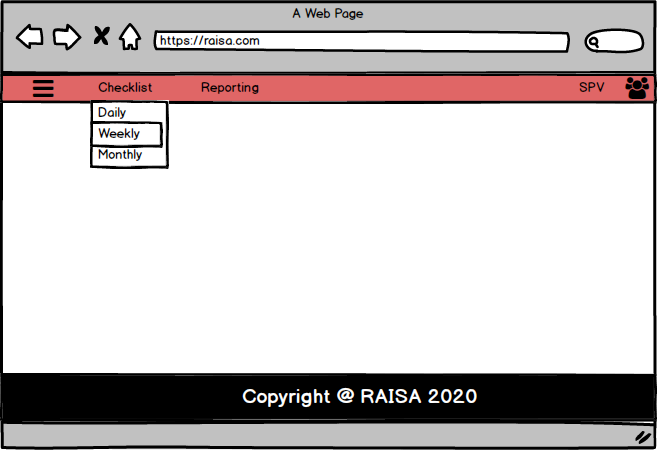 A Web Page
https://raisa.com
Checklist Reporting SPV
Daily
Weekly
Monthly
Copyright @ RAISA 2020